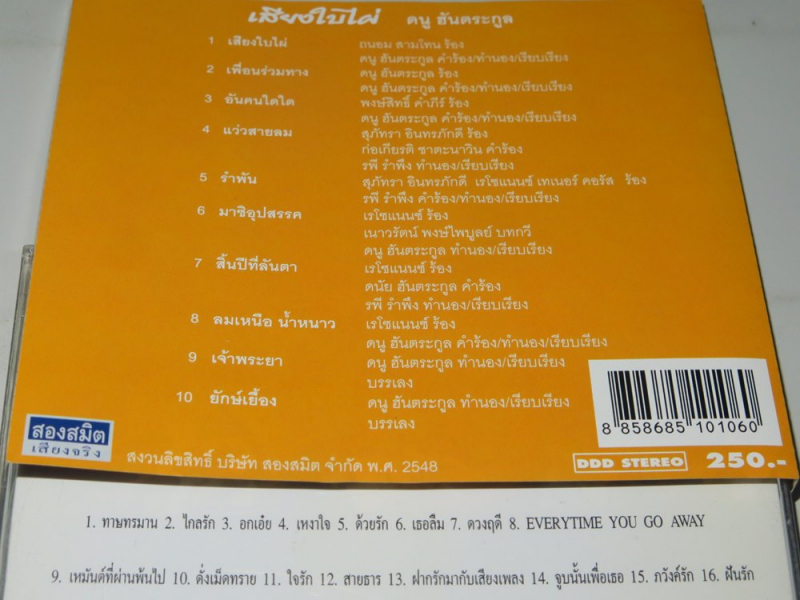 เสียงใบไผ่ ดนู ฮันตระกูล
1 เสียงใบไผ่ ถนอม สามโทน ร้อง
ดนู ฮันตระกูล คำร้อง/ทำนอง/เรียบเรียง
2 เพื่อนร่วมทาง ดนู ฮันตระกูล ร้อง
ดนู ฮันตระกูล คำร้อง/ทำนอง/เรียบเรียง
3 อันคนใดใด พงษ์สิทธิ์ คำภีร์ ร้อง
ดนู ฮันตระกูล คำร้อง/ทำนอง/เรียบเรียง
4 แว่วสายลม สุภัทรา อินทรภักดี ร้อง
ก่อเกียรติ ชาตะนาวิน คำร้อง
รพี รำพึง ทำนอง/เรียบเรียง
5 รำพัน สุภัทรา อินทรภักดี เรโซแนนซ์ เทเนอร์ คอรัส ร้อง
รพี รำพึง คำร้อง/ทำนอง/เรียบเรียง
6 มาซิอุปสรรค เรโซแนนซ์ ร้อง
เนาวรัตน์ พงษ์ไพบูลย์ บทกวี
ดนู ฮันตระกูล ทำนอง/เรียบเรียง
7 สิ้นปีที่ลันตา เรโซแนนซ์ ร้อง
ดนัย ฮันตระกูล คำร้อง
รพี รำพึง ทำนอง/เรียบเรียง
8 ลมเหนือ น้ำหนาว เรโซแนนซ์ ร้อง
ดนู ฮันตระกูล คำร้อง/ทำนอง/เรียบเรียง
9 เจ้าพระยา ดนู ฮันตระกูล ทำนอง/เรียบเรียง
บรรเลง
10 ยักษ์เยื้อง ดนู ฮันตระกูล ทำนอง/เรียบเรียง
บรรเลง
8 858685 101060
สองสมิต
เสียงจริง
สงวนลิขสิทธิ์ บริษัท สองสมิต จำกัด พ.ศ. 2548 DDD STEREO 250.-
1. ทาษทรมาน 2. ไกลรัก 3. อกเอ๋ย 4. เหงาใจ 5. ด้วยรัก 6. เธอลืม 7. ดวงฤดี 8. EVERYTIME YOU GO AWAY
9. เหมันต์ที่ผ่านพ้นไป 10. ดั่งเม็ดทราย 11. ใจรัก 12. สายธาร 13. ฝากรักมากับเสียงเพลง 14. จูบนั้นเพื่อเธอ 15. ภวังค์รัก 16. ฝันรัก